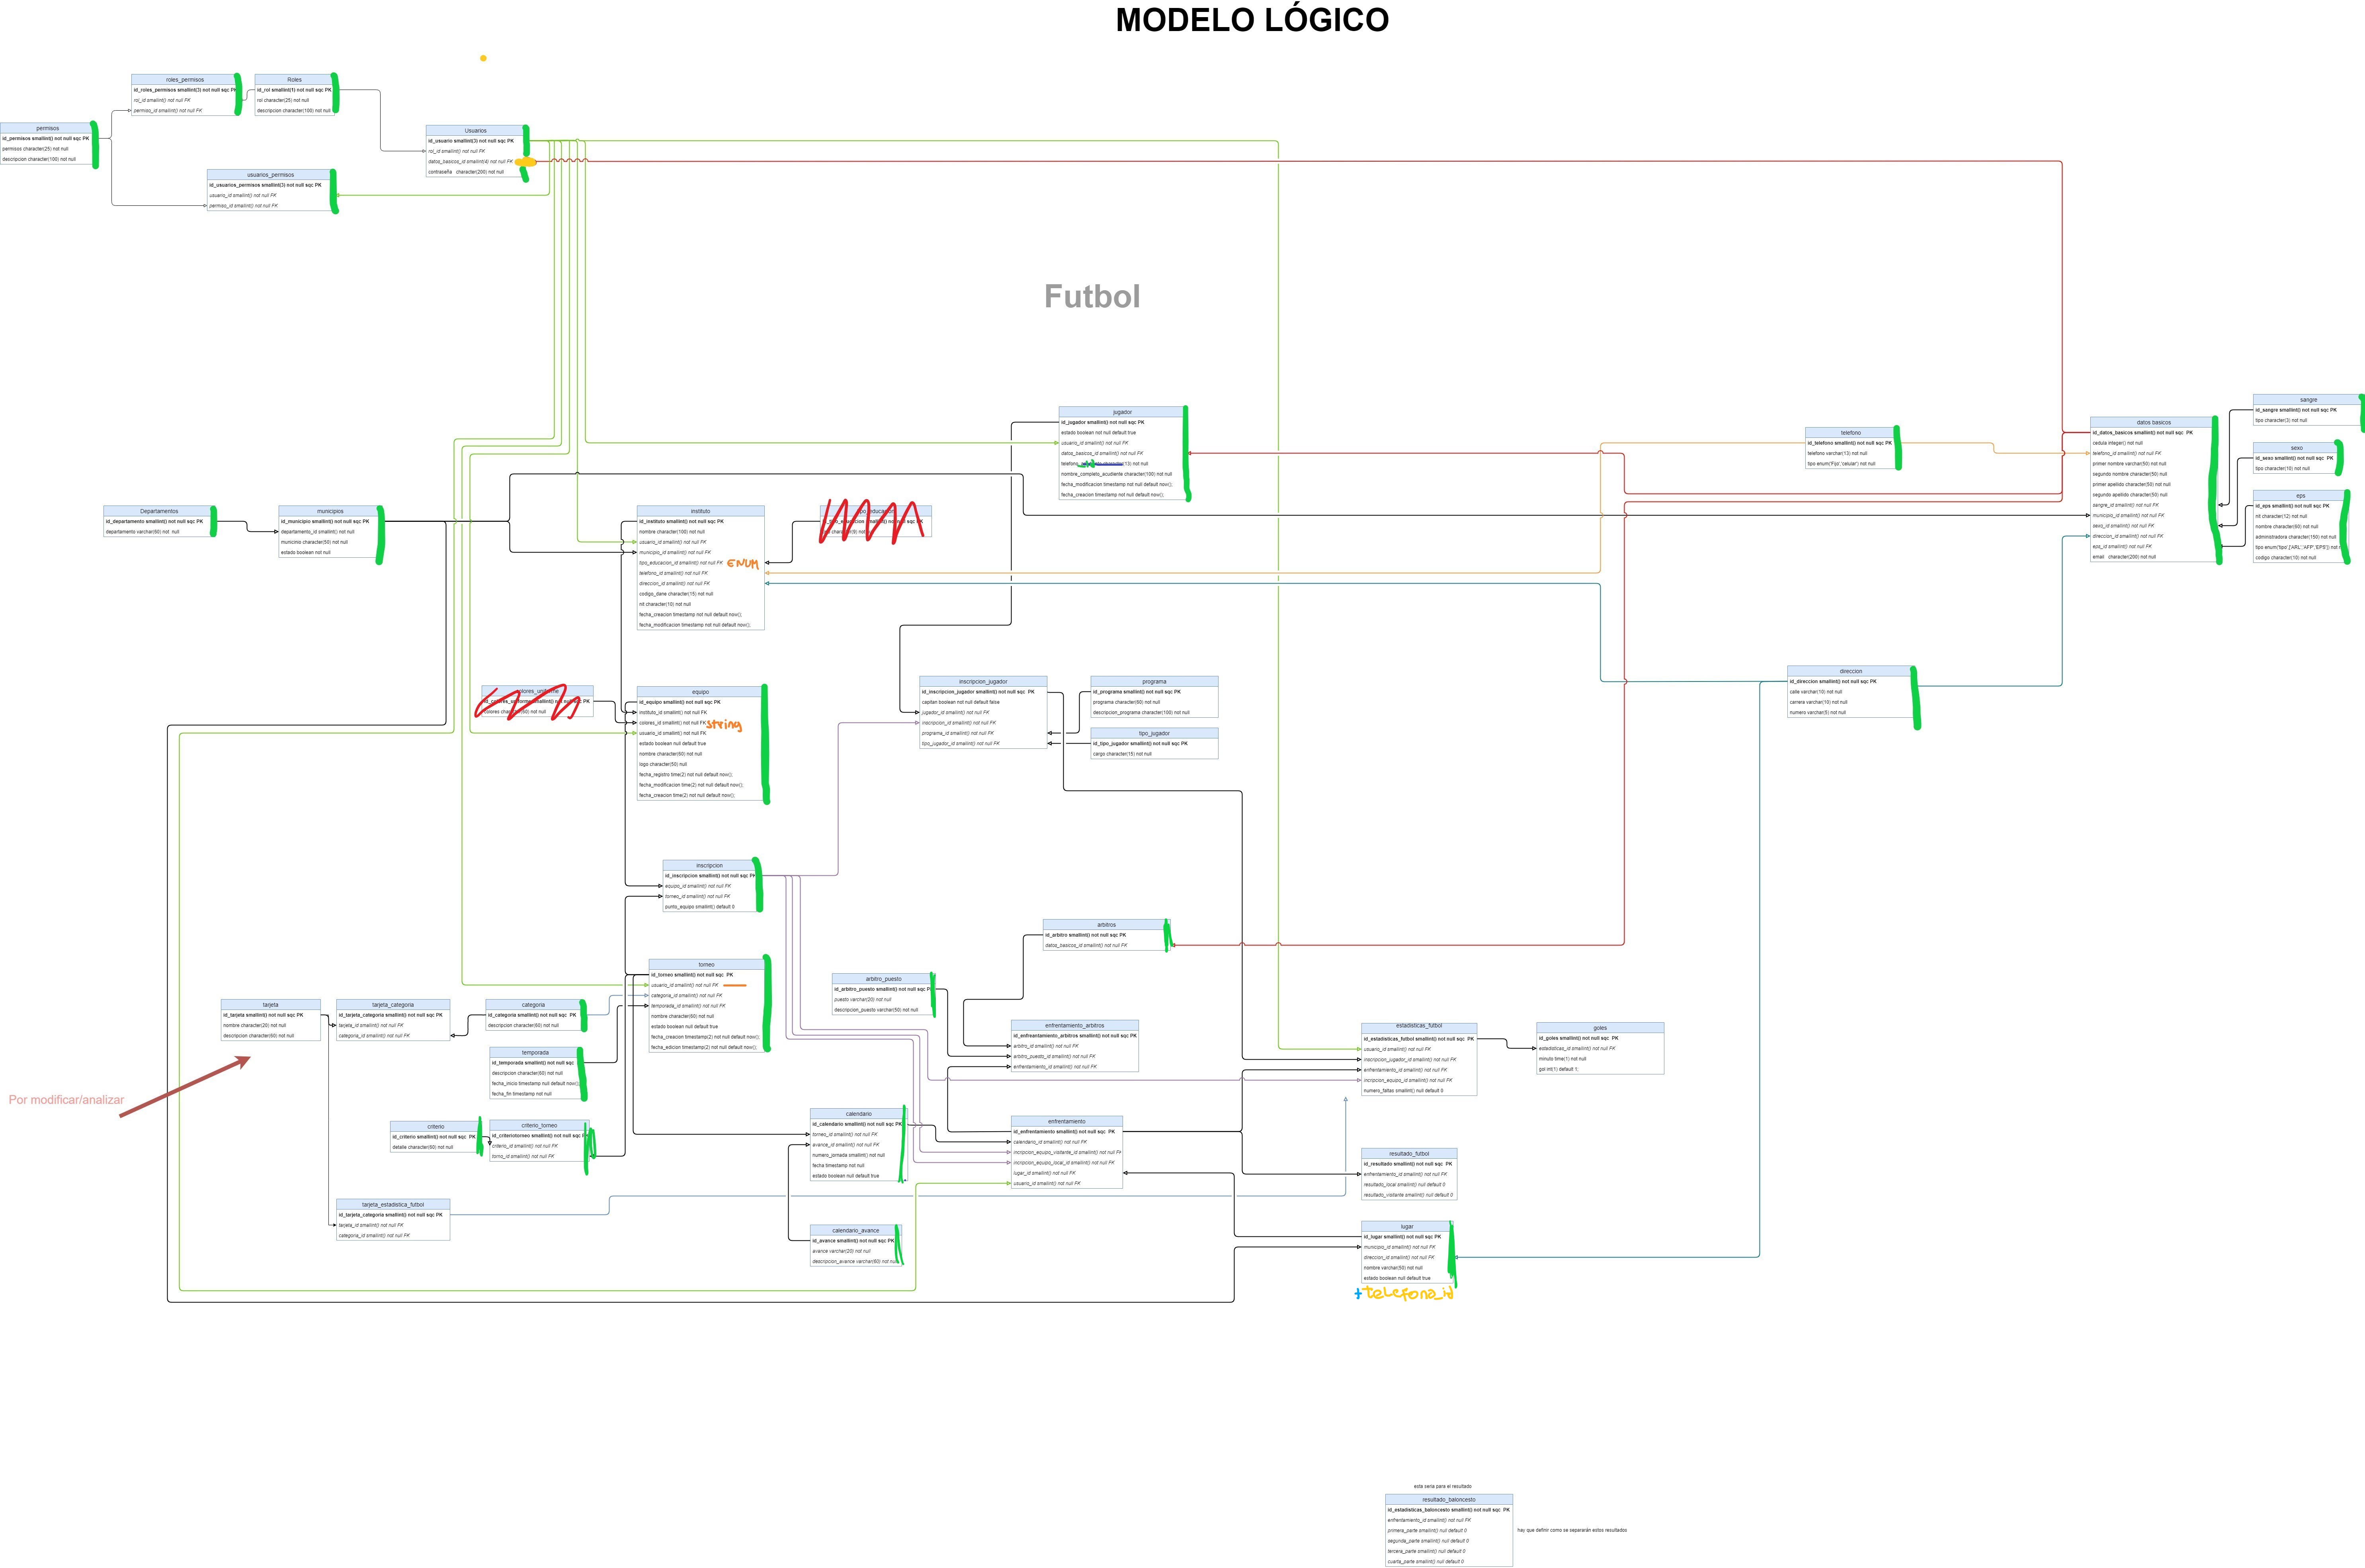 MODELO LÓGICO
roles_permisos
id_roles_permisos smallint(3) not null sqc PK
rol_id smallint() not null FK
permiso_id smallint() not null FK
Roles
id_rol smallint(1) not null sqc PK
rol character(25) not null
descripcion character(100) not null
permisos
id_permisos smallint() not null sqc PK
permisos character(25) not null
descripcion character(100) not null
Usuarios
id_usuario smallint(3) not null sqc PK
rol_id smallint() not null FK
datos_basicos_id smallint(4) not null FK
contraseña character(200) not null
usuarios_permisos
id_usuarios_permisos smallint(3) not null sqc PK
usuario_id smallint() not null FK
permiso_id smallint() not null FK
Futbol
jugador
id_jugador smallint() not null sqc PK
estado boolean not null default true
usuario_id smallint() not null FK
datos_basicos_id smallint() not null FK
_id
nombre_completo_acudiente character(100) not null
fecha_modificacion timestamp not null default now();
fecha_creacion timestamp not null default now();
telefono
id_telefono smallint() not null sqc PK
telefono varchar(13) not null
tipo enum('Fijo','celular') not null
datos basicos
id_datos_basicos smallint() not null sqc PK
cedula integer() not null
telefono_id smallint() not null FK
primer nombre varchar(50) not null
segundo nombre character(50) not null
primer apellido character(50) not null
segundo apellido character(50) not null
sangre_id smallint() not null FK
municipio_id smallint() not null FK
sexo_id smallint() not null FK
direccion_id smallint() not null FK
eps_id smallint() not null FK
email character(200) not null
sangre
id_sangre smallint() not null sqc PK
tipo character(3) not null
sexo
id_sexo smallint() not null sqc PK
tipo character(10) not null
eps
id_eps smallint() not null sqc PK
nit character(12) not null
nombre character(60) not null
administradora character(150) not null
tipo enum('tipo',['ARL','AFP','EPS'])
codigo character(10) not null
Departamentos
id_departamento smallint() not null sqc PK
departamento varchar(60) not null
municipios
id_municipio smallint() not null sqc PK
departamento_id smallint() not null FK
municinio character(50) not null
estado boolean not null
instituto
id_instituto smallint() not null sqc PK
nombre character(100) not null
usuario_id smallint() not null FK
municipio_id smallint() not null FK
tipo_educacion_id smallint() not null FK ENUM
telefono_id smallint() not null FK
direccion_id smallint() not null FK
codigo_dane character(15) not null
nit character(10) not null
fecha_creacion timestamp not null default now();
fecha_modificacion timestamp not null default now();
equipo
id_equipo smallint() not null sqc PK
instituto_id smallint() not null FK
colores_id smallint() not null FK string
usuario_id smallint() not null FK
estado boolean null default true
nombre character(60) not null
logo character(50) null
fecha_registro time(2) not null default now();
fecha_modificacion time(2) not null default now();
fecha_creacion time(2) not null default now();
inscripcion_jugador
id_inscripcion_jugador smallint() not null sqc PK
capitan boolean not null default false
jugador_id smallint() not null FK
inscripcion_id smallint() not null FK
programa_id smallint() not null FK
tipo_jugador_id smallint() not null FK
programa
id_programa smallint() not null sqc PK
programa character(60) not null
descripcion_programa character(100) not null
tipo_jugador
id_tipo_jugador smallint() not null sqc PK
cargo character(15) not null
direccion
id_direccion smallint() not null sqc PK
calle varchar(10) not null
carrera varchar(10) not null
numero varchar(5) not null
inscripcion
id_inscripcion smallint() not null sqc PK
equipo_id smallint() not null FK
torneo_id smallint() not null FK
punto_equipo smallint() default 0
arbitros
id_arbitro smallint() not null sqc PK
datos_basicos_id smallint() not null FK
torneo
id_torneo smallint() not null sqc PK
usuario_id smallint() not null FK
categoria_id smallint() not null FK
temporada_id smallint() not null FK
nombre character(60) not null
estado boolean null default true
fecha_creacion timestamp(2) not null default now();
fecha_edicion timestamp(2) not null default now();
arbitro_puesto
id_arbitro_puesto smallint() not null sqc
puesto varchar(20) not null
descripcion_puesto varchar(50) not null
tarjeta
id_tarjeta smallint() not null sqc PK
nombre character(20) not null
descripcion character(60) not null
tarjeta_categoria
id_tarjeta_categoria smallint() not null sqc PK
tarjeta_id smallint() not null FK
categoria_id smallint() not null FK
categoria
id_categoria smallint() not null sqc PK
descripcion character(60) not null
enfrentamiento_arbitros
id_enfrentamiento_arbitros smallint() not null sqc PK
arbitro_id smallint() not null FK
arbitro_puesto_id smallint() not null FK
enfrentamiento_id smallint() not null FK
estadisticas_futbol
id_estadisticas_futbol smallint() not null sqc PK
usuario_id smallint() not null FK
inscripcion_jugador_id smallint() not null FK
enfrentamiento_id smallint() not null FK
incripcion_equipo_id smallint() not null FK
numero_faltas smallint() null default 0
goles
id_goles smallint() not null sqc PK
estadisticas_id smallint() not null FK
minuto time(1) not null
gol int(1) default 1;
temporada
id_temporada smallint() not null sqc
descripcion character(60) not null
fecha_inicio timestamp null default now();
fecha_fin timestamp not null
Por modificar/analizar
criterio
id_criterio smallint() not null sqc PK
detalle character(60) not null
criterio_torneo
id_criteriotorneo smallint() not null sqc
criterio_id smallint() not null FK
torno_id smallint() not null FK
calendario
id_calendario smallint() not null sqc PK
torneo_id smallint() not null FK
avance_id smallint() not null FK
numero_jornada smallint() not null
fecha timestamp not null
estado boolean null default true
enfrentamiento
id_enfrentamiento smallint() not null sqc PK
calendario_id smallint() not null FK
incripcion_equipo_visitante_id smallint() not null FK
incripcion_equipo_local_id smallint() not null FK
lugar_id smallint() not null FK
usuario_id smallint() not null FK
resultado_futbol
id_resultado smallint() not null sqc PK
enfrentamiento_id smallint() not null FK
resultado_local smallint() null default 0
resultado_visitante smallint() null default 0
tarjeta_estadistica_futbol
id_tarjeta_categoria smallint() not null sqc PK
tarjeta_id smallint() not null FK
categoria_id smallint() not null FK
calendario_avance
id_avance smallint() not null sqc PK
avance varchar(20) not null
descripcion_avance varchar(60) not null
lugar
id_lugar smallint() not null sqc PK
municipio_id smallint() not null FK
direccion_id smallint() not null FK
nombre varchar(50) not null
estado boolean null default true
+telefona_id
esta seria para el resultado
resultado_baloncesto
id_estadisticas_baloncesto smallint() not null sqc PK
enfrentamiento_id smallint() not null FK
primera_parte smallint() null default 0
segunda_parte smallint() null default 0
tercera_parte smallint() null default 0
cuarta_parte smallint() null default 0
hay que definir como se separarán estas resultados